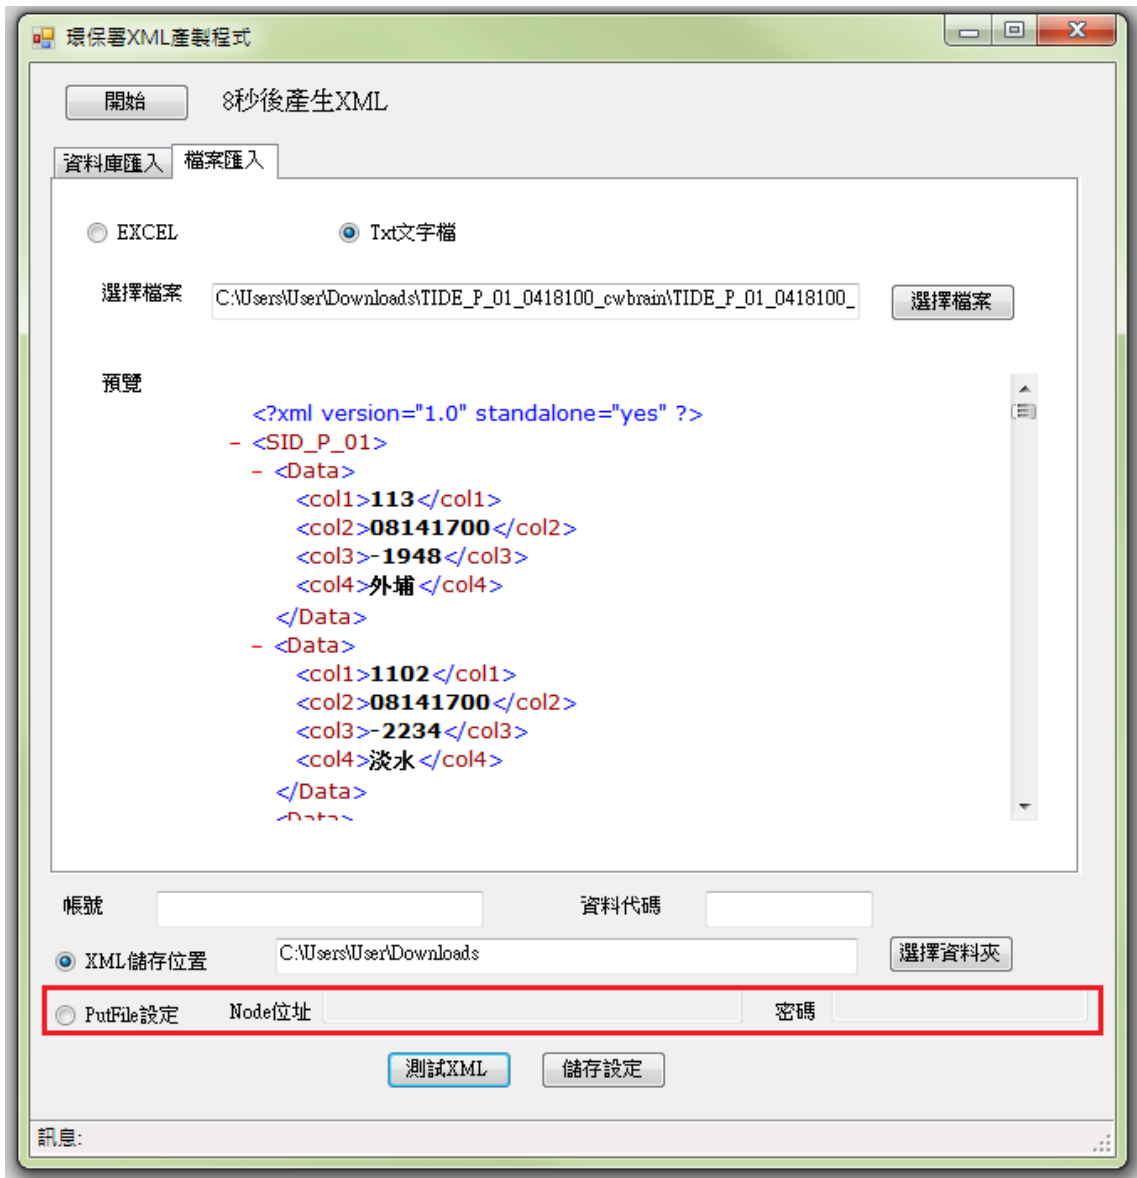 環保署XML產製程式
開始 8秒後產生XML
資料庫匯入 檔案匯入
EXCEL Txt文字檔
選擇檔案 C:\Users\User\Downloads\TIDE_P_01_0418100_cwbrain\TIDE_P_01_0418100_ 選擇檔案
預覽
<?xml version="1.0" standalone="yes" ?>
- <SID_P_01>
- <Data>
<col1>113</col1>
<col2>08141700</col2>
<col3>-1948</col3>
<col4>外埔</col4>
</Data>
- <Data>
<col1>1102</col1>
<col2>08141700</col2>
<col3>-2234</col3>
<col4>淡水</col4>
</Data>
<Data>
帳號 資料代碼
XML儲存位置 C:\Users\User\Downloads 選擇資料夾
PutFile設定 Node位址 密碼
測試XML 儲存設定
訊息: